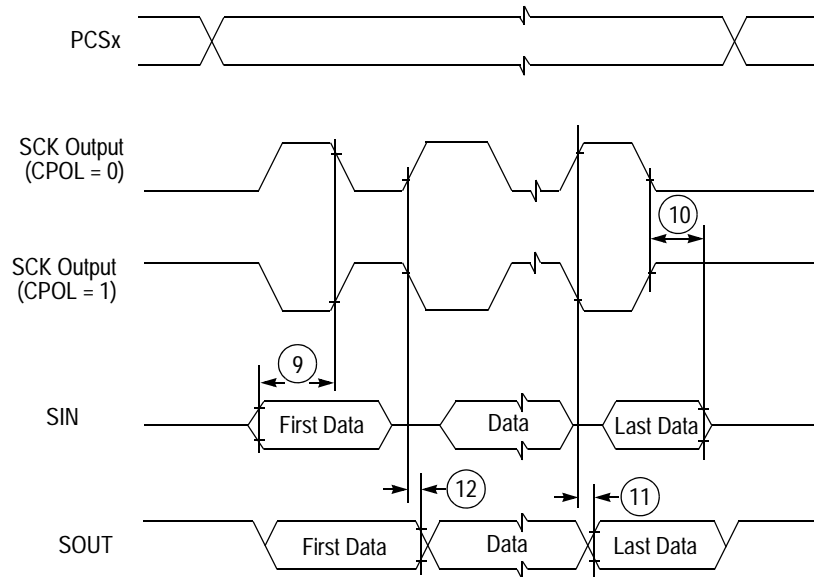 PCSx
SCK Output
(CPOL = 0)
10
SCK Output
(CPOL = 1)
9
SIN
First Data
Data
Last Data
12
11
SOUT
First Data
Data
Last Data